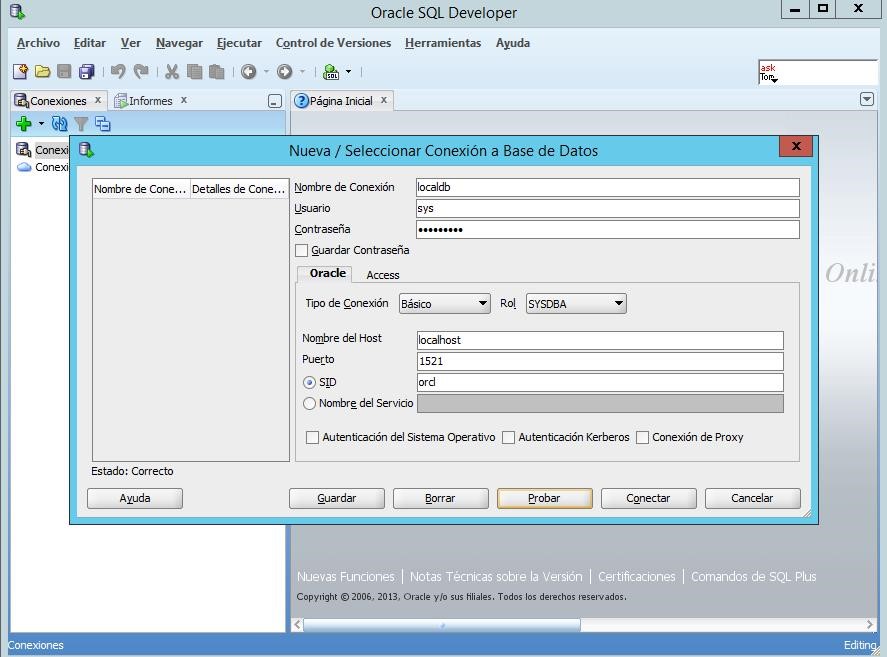 Oracle SQL Developer
Archivo Editar Ver Navegar Ejecutar Control de Versiones Herramientas Ayuda
SQL
ask
Tom
Conexiones x Informes x Página Inicial x
Conexi
Conexi
Nueva / Seleccionar Conexión a Base de Datos
Nombre de Cone... Detalles de Cone...
Nombre de Conexión localdb
Usuario sys
Contraseña •••••••••
Guardar Contraseña
Oracle Access
Tipo de Conexión Básico Rol SYSDBA
Nombre del Host localhost
Puerto 1521
SID orcl
Nombre del Servicio
Autenticación del Sistema Operativo Autenticación Kerberos Conexión de Proxy
Estado: Correcto
Ayuda Guardar Borrar Probar Conectar Cancelar
Onli
Nuevas Funciones | Notas Técnicas sobre la Versión | Certificaciones | Comandos de SQL Plus
Copyright © 2006, 2013, Oracle y/o sus filiales. Todos los derechos reservados.
Conexiones Editing